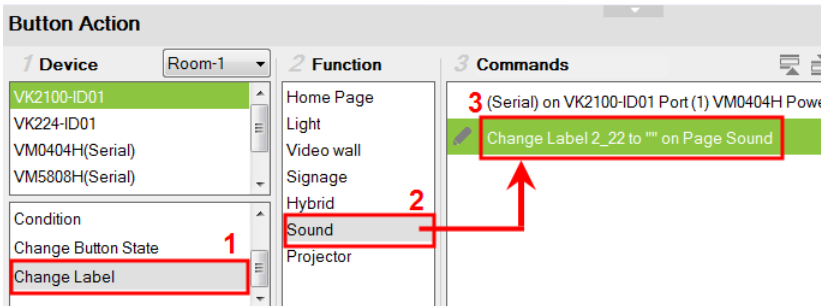 Button Action
1 Device
Room-1
2 Function
3 Commands
VK2100-ID01
VK224-ID01
VM0404H(Serial)
VM5808H(Serial)
Condition
Change Button State
1
Change Label
Home Page
Light
Video wall
Signage
Hybrid
2
Sound
Projector
3 (Serial) on VK2100-ID01 Port (1) VM0404H Powe
Change Label 2_22 to "" on Page Sound